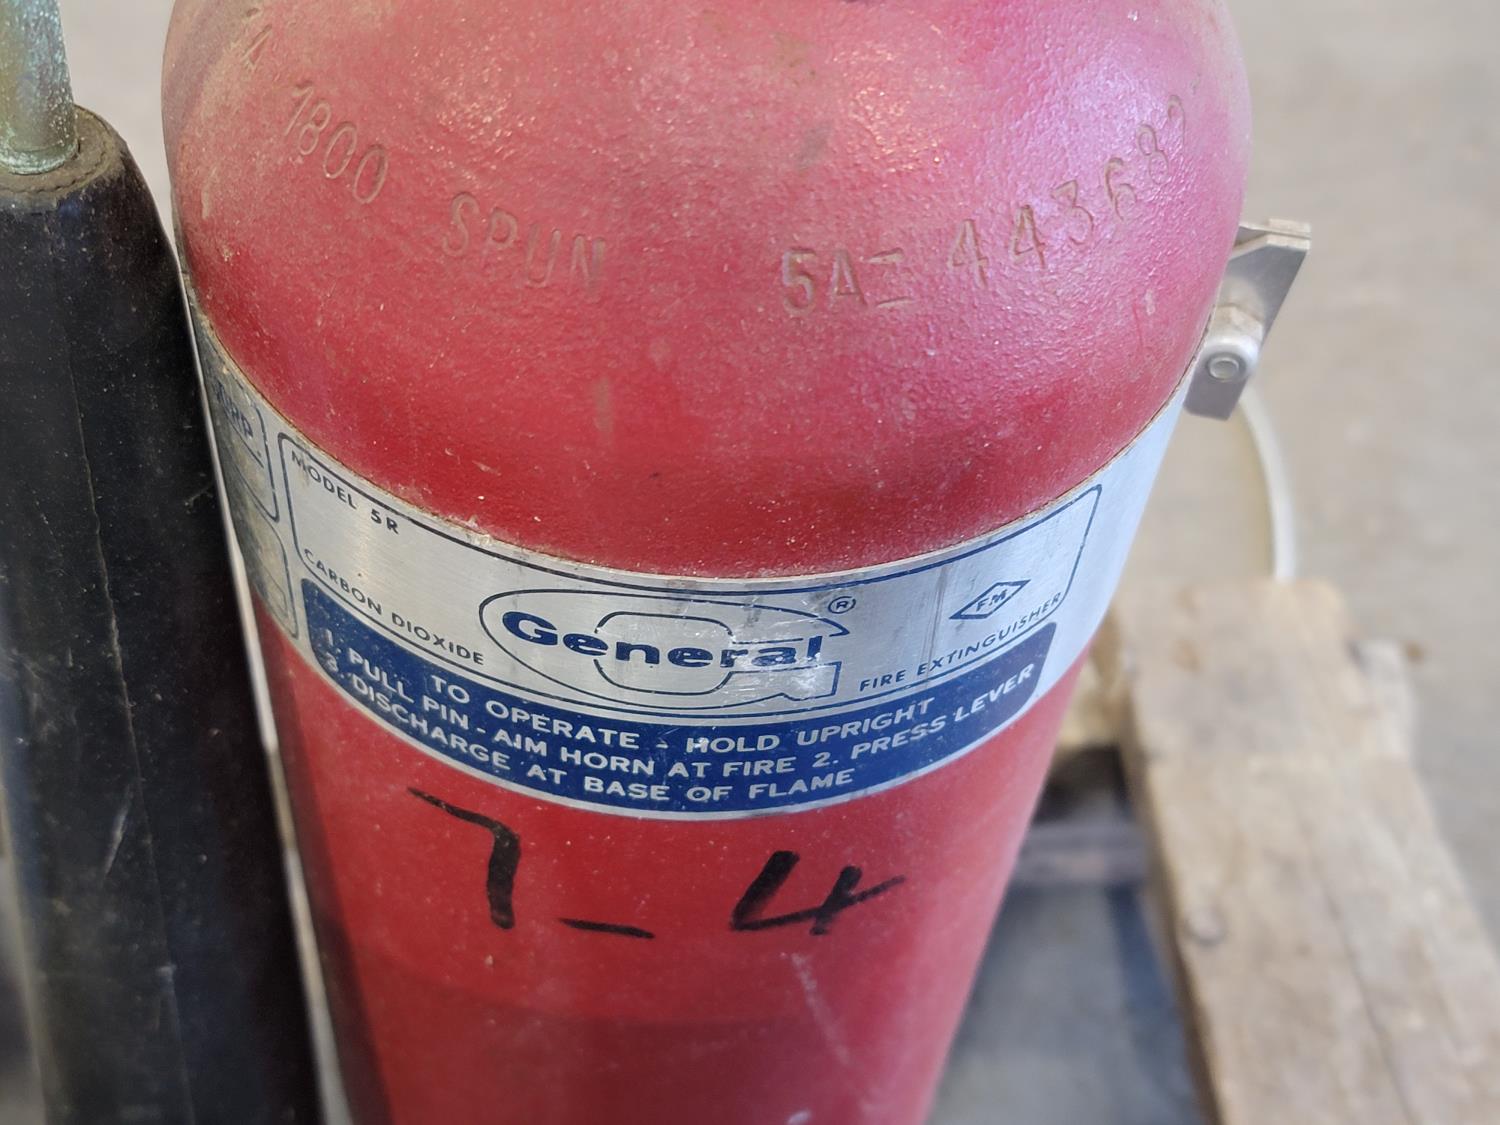 1800 SPUN 5A- 443682
MODEL 5R
CARBON DIOXIDE
General ®
FM
FIRE EXTINGUISHER
TO OPERATE - HOLD UPRIGHT
1. PULL PIN - AIM HORN AT FIRE 2. PRESS LEVER
3. DISCHARGE AT BASE OF FLAME
7-4